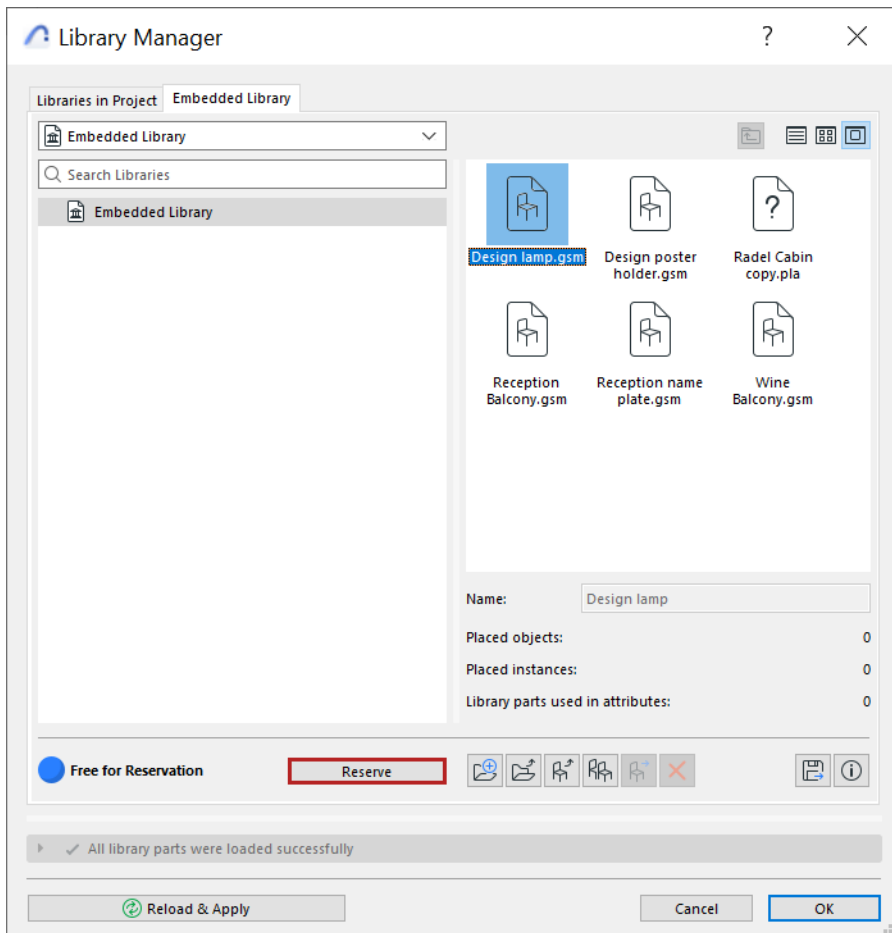 Library Manager
?
Libraries in Project
Embedded Library
Embedded Library
Search Libraries
Embedded Library
Design lamp.gsm
Design poster
holder.gsm
?
Radel Cabin
copy.pla
Reception
Balcony.gsm
Reception name
plate.gsm
Wine
Balcony.gsm
Name:
Design lamp
Placed objects:
0
Placed instances:
0
Library parts used in attributes:
0
Free for Reservation
Reserve
All library parts were loaded successfully
Reload & Apply
Cancel
OK